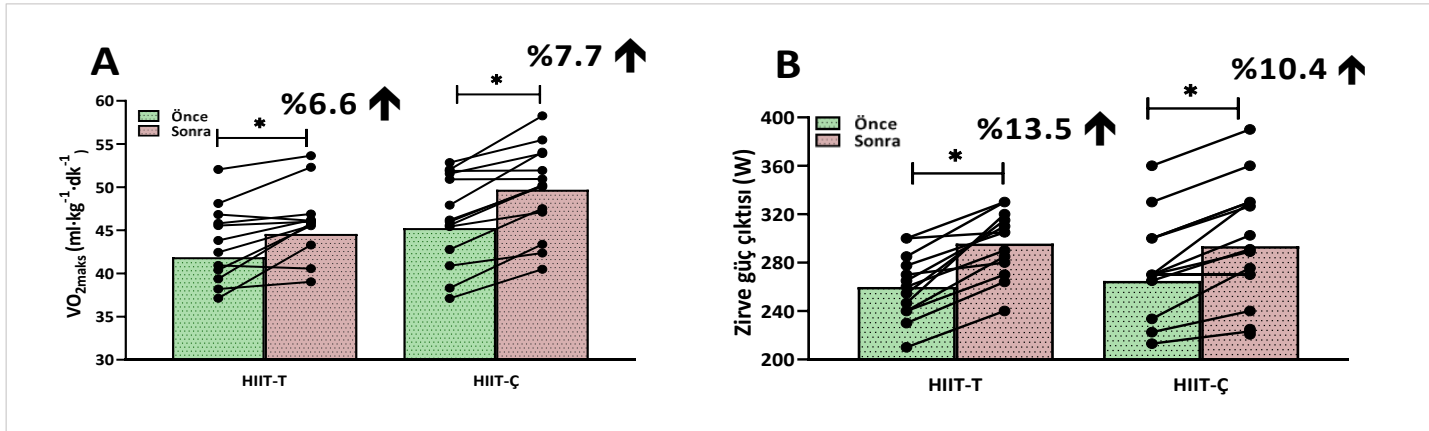 A
%6.6
%7.7
*
*
Önce
Sonra
VO2maks (ml·kg-1·dk-1)
60
55
50
45
40
35
30
HIIT-T
HIIT-Ç
B
%13.5
%10.4
*
*
Önce
Sonra
Zirve güç çıktısı (W)
400
360
320
280
240
200
HIIT-T
HIIT-Ç